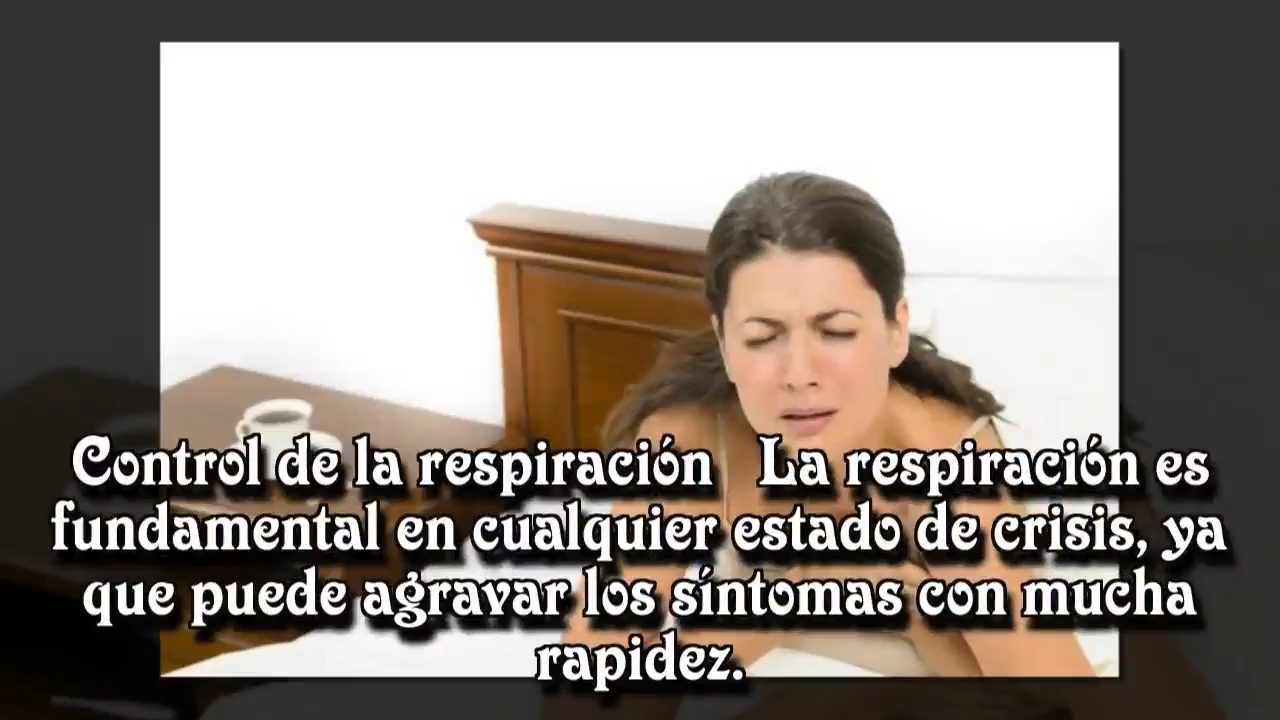 Control de la respiración   La respiración es
fundamental en cualquier estado de crisis, ya
que puede agravar los síntomas con mucha
rapidez.